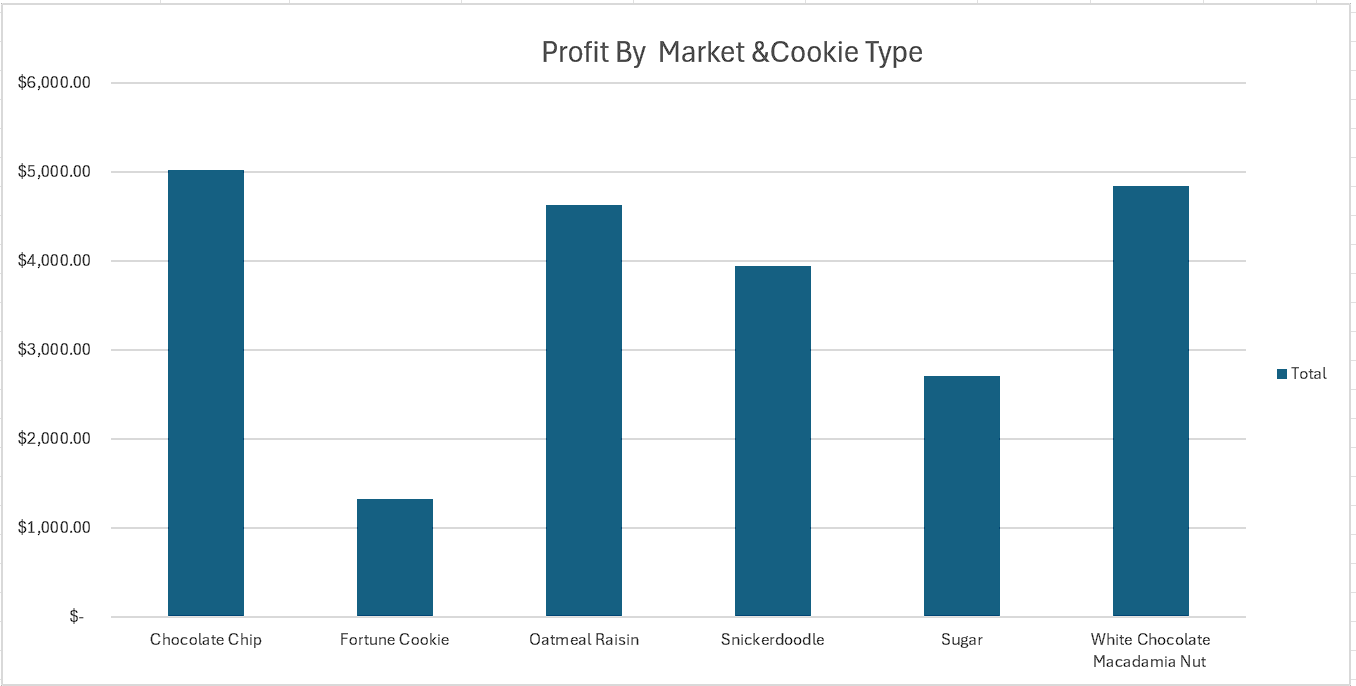 Profit By  Market &Cookie Type
$6,000.00
$5,000.00
$4,000.00
$3,000.00
$2,000.00
$1,000.00
$-
Chocolate Chip
Fortune Cookie
Oatmeal Raisin
Snickerdoodle
Sugar
White Chocolate
Macadamia Nut
Total